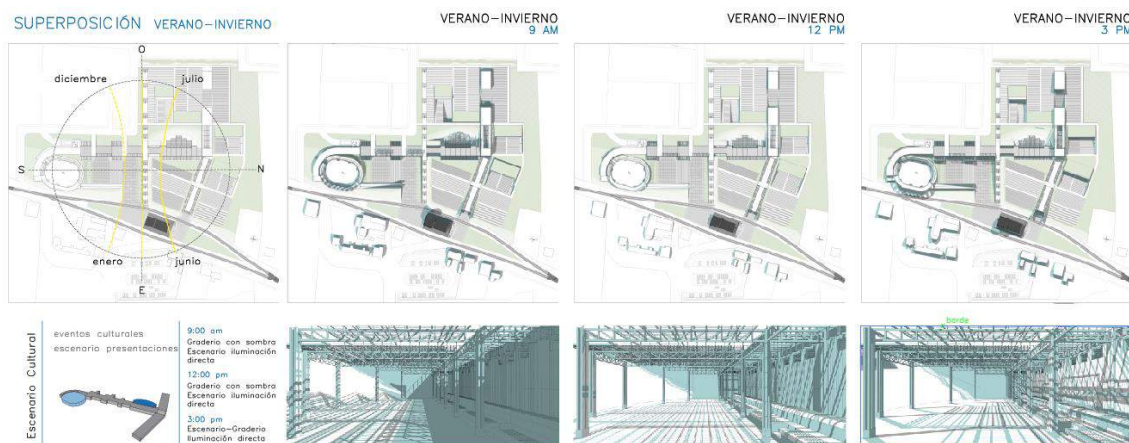 SUPERPOSICIÓN VERANO-INVIERNO
VERANO-INVIERNO
9 AM
VERANO-INVIERNO
12 PM
VERANO-INVIERNO
3 PM
O
diciembre
julio
S
N
enero
junio
E
Escenario Cultural
eventos culturales
escenario presentaciones
9:00 am
Graderio con sombra
Escenario iluminación
directa
12:00 pm
Graderio con sombra
Escenario iluminación
directa
3:00 pm
Escenario-Graderio
Iluminación directa
Borde